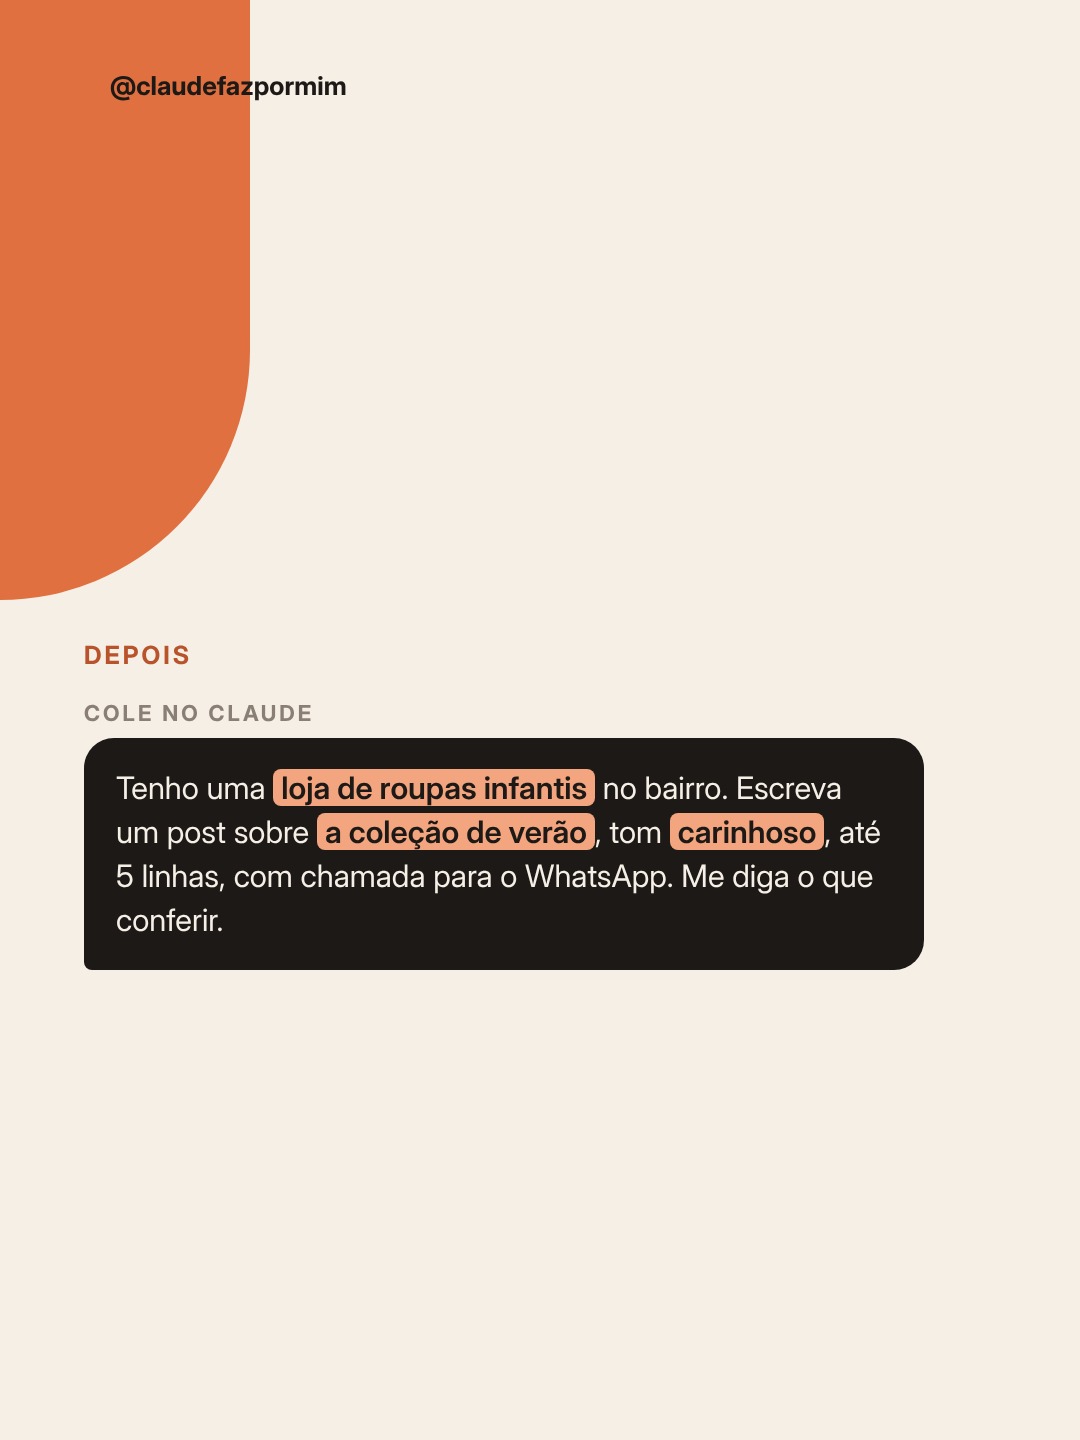 @claudefazpormim
DEPOIS
COLE NO CLAUDE
Tenho uma loja de roupas infantis no bairro. Escreva
um post sobre a coleção de verão, tom carinhoso, até
5 linhas, com chamada para o WhatsApp. Me diga o que
conferir.